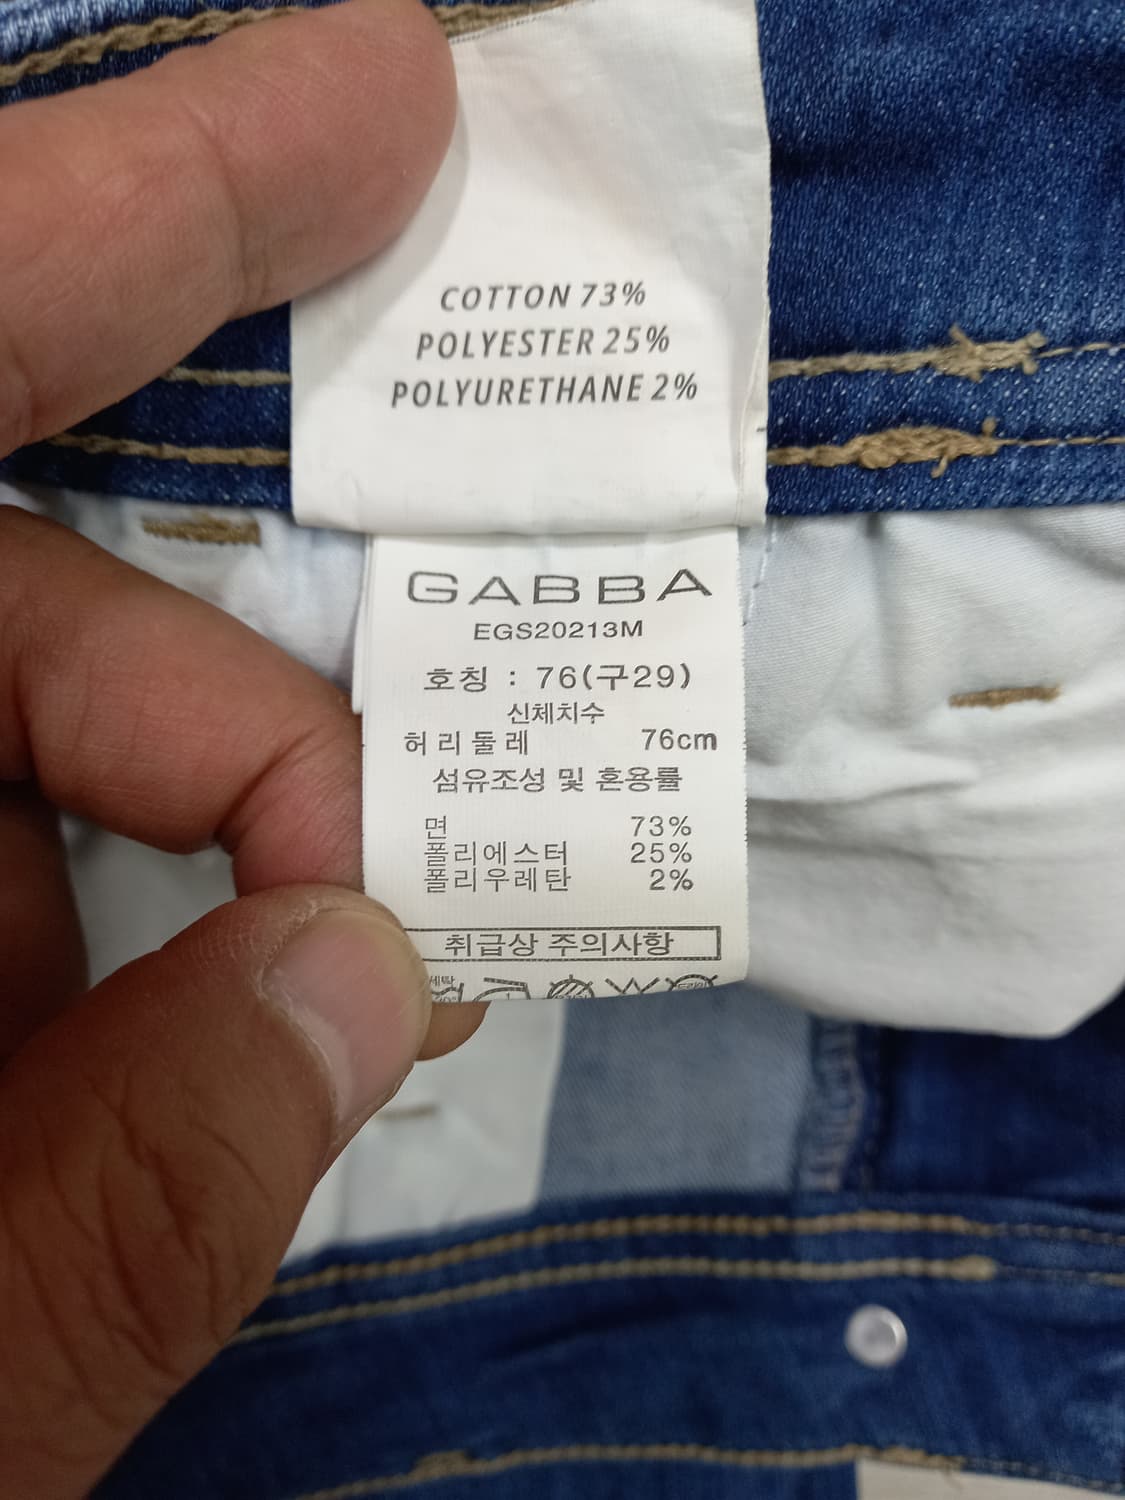 COTTON 73%
POLYESTER 25%
POLYURETHANE 2%
GABBA
EGS20213M
호칭 : 76(구29)
신체치수
허리둘레 76cm
섬유조성 및 혼용률
면 73%
폴리에스터 25%
폴리우레탄 2%
취급상 주의사항
세탁